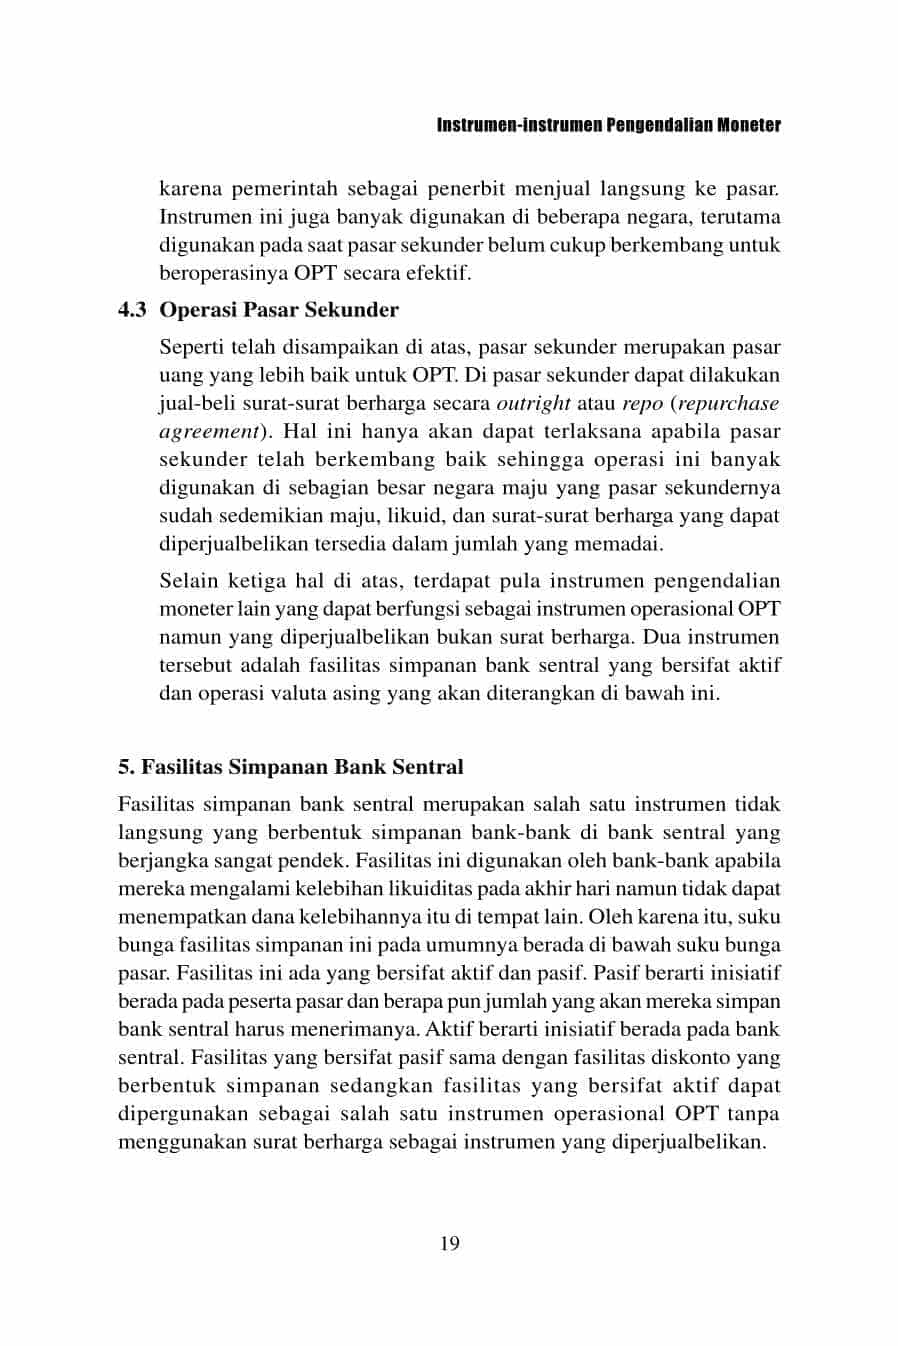 Instrumen-instrumen Pengendalian Moneter
karena pemerintah sebagai penerbit menjual langsung ke pasar.
Instrumen ini juga banyak digunakan di beberapa negara, terutama
digunakan pada saat pasar sekunder belum cukup berkembang untuk
beroperasinya OPT secara efektif.
4.3 Operasi Pasar Sekunder
Seperti telah disampaikan di atas, pasar sekunder merupakan pasar
uang yang lebih baik untuk OPT. Di pasar sekunder dapat dilakukan
jual-beli surat-surat berharga secara outright atau repo (repurchase
agreement). Hal ini hanya akan dapat terlaksana apabila pasar
sekunder telah berkembang baik sehingga operasi ini banyak
digunakan di sebagian besar negara maju yang pasar sekundernya
sudah sedemikian maju, likuid, dan surat-surat berharga yang dapat
diperjualbelikan tersedia dalam jumlah yang memadai.
Selain ketiga hal di atas, terdapat pula instrumen pengendalian
moneter lain yang dapat berfungsi sebagai instrumen operasional OPT
namun yang diperjualbelikan bukan surat berharga. Dua instrumen
tersebut adalah fasilitas simpanan bank sentral yang bersifat aktif
dan operasi valuta asing yang akan diterangkan di bawah ini.
5. Fasilitas Simpanan Bank Sentral
Fasilitas simpanan bank sentral merupakan salah satu instrumen tidak
langsung yang berbentuk simpanan bank-bank di bank sentral yang
berjangka sangat pendek. Fasilitas ini digunakan oleh bank-bank apabila
mereka mengalami kelebihan likuiditas pada akhir hari namun tidak dapat
menempatkan dana kelebihannya itu di tempat lain. Oleh karena itu, suku
bunga fasilitas simpanan ini pada umumnya berada di bawah suku bunga
pasar. Fasilitas ini ada yang bersifat aktif dan pasif. Pasif berarti inisiatif
berada pada peserta pasar dan berapa pun jumlah yang akan mereka simpan
bank sentral harus menerimanya. Aktif berarti inisiatif berada pada bank
sentral. Fasilitas yang bersifat pasif sama dengan fasilitas diskonto yang
berbentuk simpanan sedangkan fasilitas yang bersifat aktif dapat
dipergunakan sebagai salah satu instrumen operasional OPT tanpa
menggunakan surat berharga sebagai instrumen yang diperjualbelikan.
19